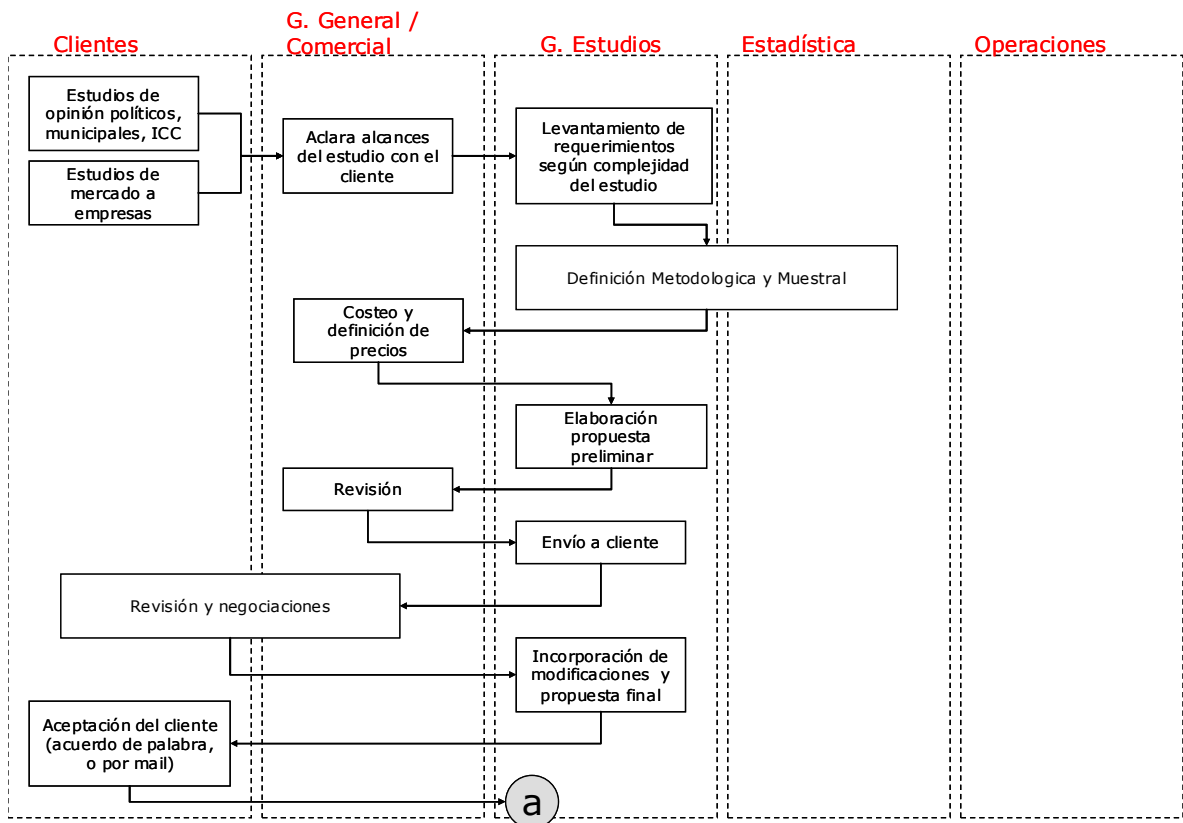 Clientes
G. General /
Comercial
G. Estudios
Estadística
Operaciones
Estudios de
opinión políticos,
municipales, ICC
Estudios de
mercado a
empresas
Aclara alcances
del estudio con el
cliente
Levantamiento de
requerimientos
según complejidad
del estudio
Definición Metodologica y Muestral
Costeo y
definición de
precios
Elaboración
propuesta
preliminar
Revisión
Envío a cliente
Revisión y negociaciones
Incorporación de
modificaciones y
propuesta final
Aceptación del cliente
(acuerdo de palabra,
o por mail)
a